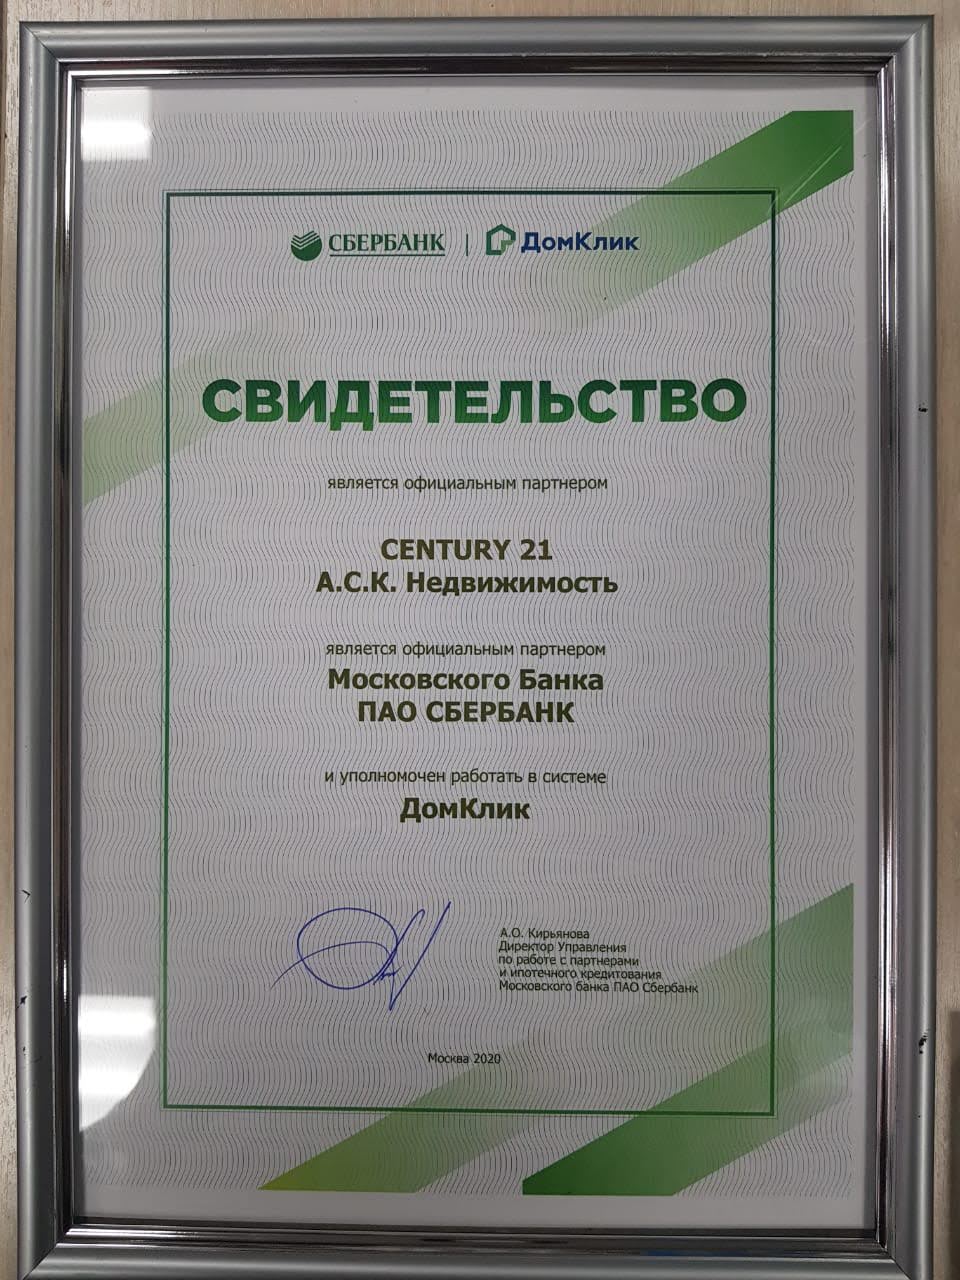 СБЕРБАНК | ДомКлик
СВИДЕТЕЛЬСТВО
является официальным партнером
CENTURY 21
А.С.К. Недвижимость
является официальным партнером
Московского Банка
ПАО СБЕРБАНК
и уполномочен работать в системе
ДомКлик
А.О. Кирьянова
Директор Управления
по работе с партнерами
и ипотечного кредитования
Московского банка ПАО Сбербанк
Москва 2020